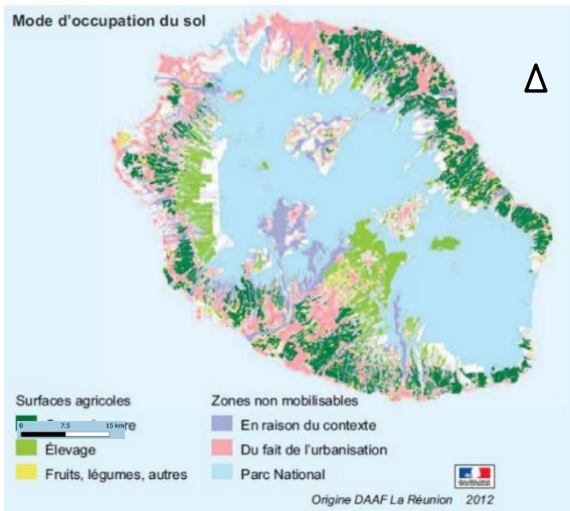 Mode d'occupation du sol
Surfaces agricoles
0 7.5 15 km
Élevage
Fruits, légumes, autres
Zones non mobilisables
En raison du contexte
Du fait de l'urbanisation
Parc National
Origine DAAF La Réunion 2012